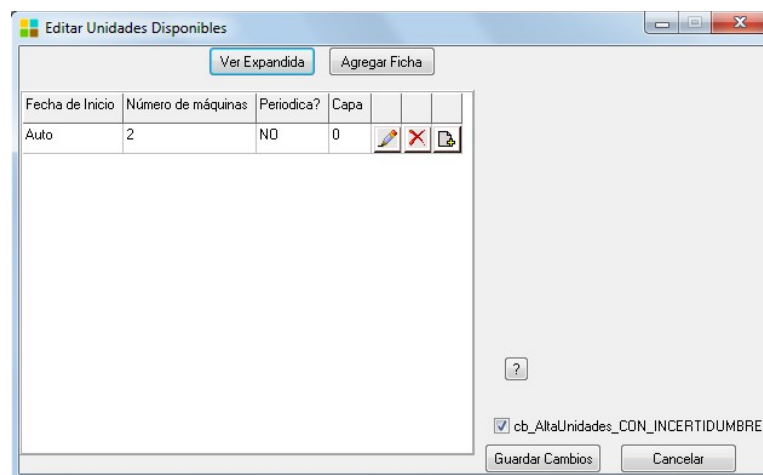 Editar Unidades Disponibles
Ver Expandida Agregar Ficha
Fecha de Inicio Número de máquinas Periodica? Capa
Auto 2 NO 0
?
cb_AltaUnidades_CON_INCERTIDUMBRE
Guardar Cambios Cancelar